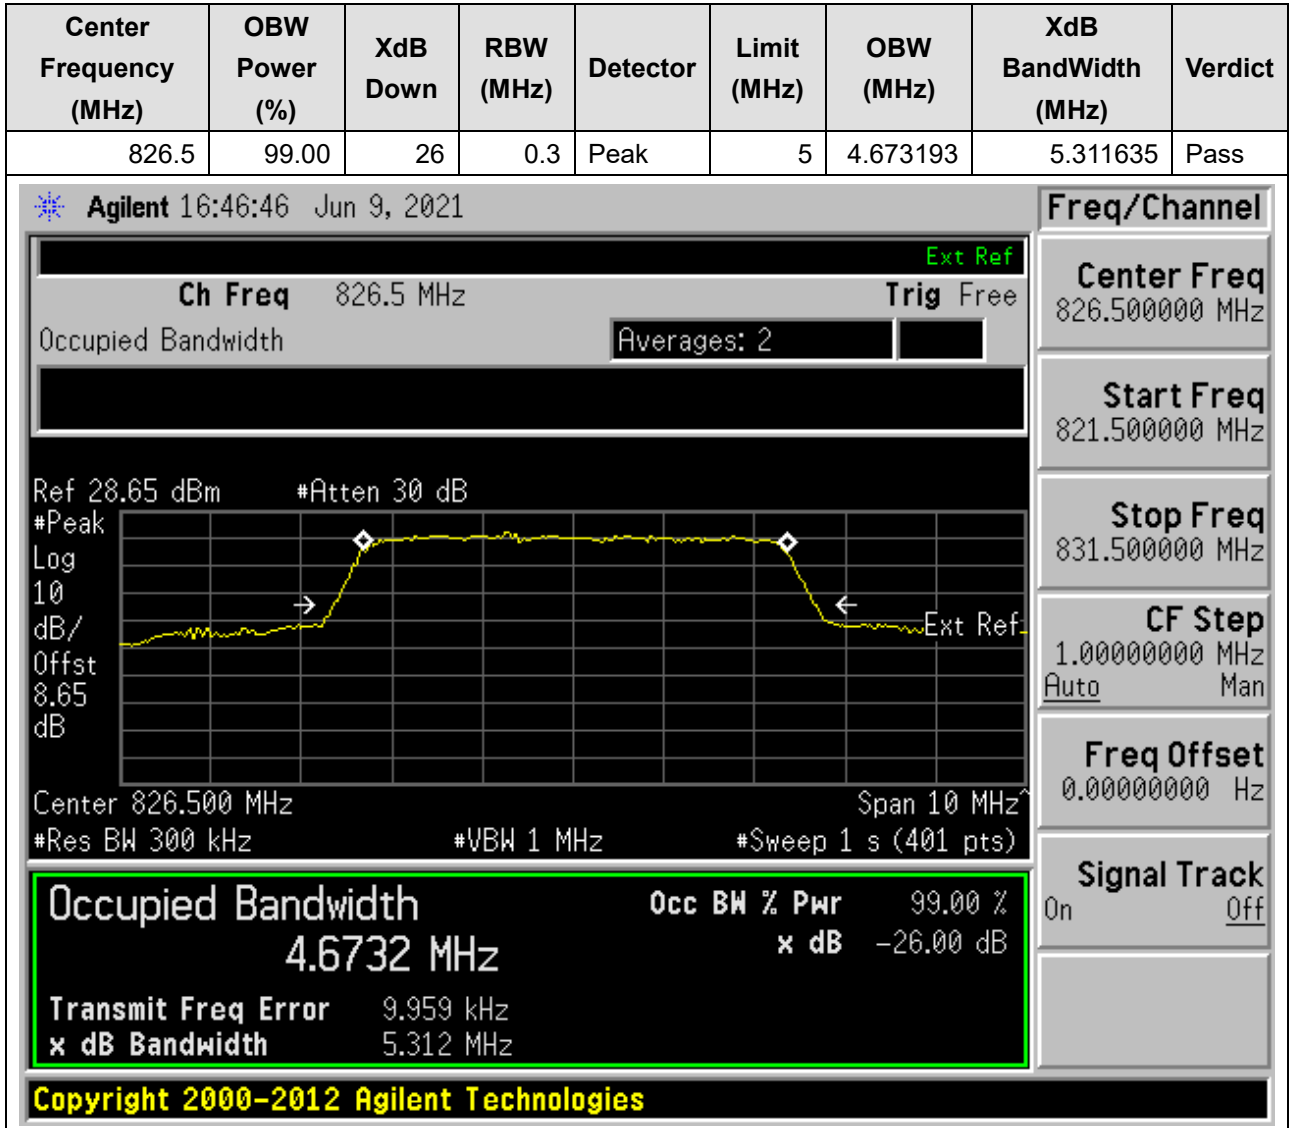 Center Frequency (MHz) OBW Power (%) XdB Down RBW (MHz) Detector Limit (MHz) OBW (MHz) XdB BandWidth (MHz) Verdict
826.5 99.00 26 0.3 Peak 5 4.673193 5.311635 Pass
Agilent 16:46:46 Jun 9, 2021
Ext Ref
Ch Freq 826.5 MHz Trig Free
Occupied Bandwidth Averages: 2
Ref 28.65 dBm #Atten 30 dB
#Peak
Log
10
dB/
Offst
8.65
dB
Ext Ref
Center 826.500 MHz Span 10 MHz^
#Res BW 300 kHz #VBW 1 MHz #Sweep 1 s (401 pts)
Occupied Bandwidth Occ BW % Pwr 99.00 %
4.6732 MHz x dB -26.00 dB
Transmit Freq Error 9.959 kHz
x dB Bandwidth 5.312 MHz
Copyright 2000-2012 Agilent Technologies
Freq/Channel
Center Freq
826.500000 MHz
Start Freq
821.500000 MHz
Stop Freq
831.500000 MHz
CF Step
1.00000000 MHz
Auto Man
Freq Offset
0.00000000 Hz
Signal Track
On Off